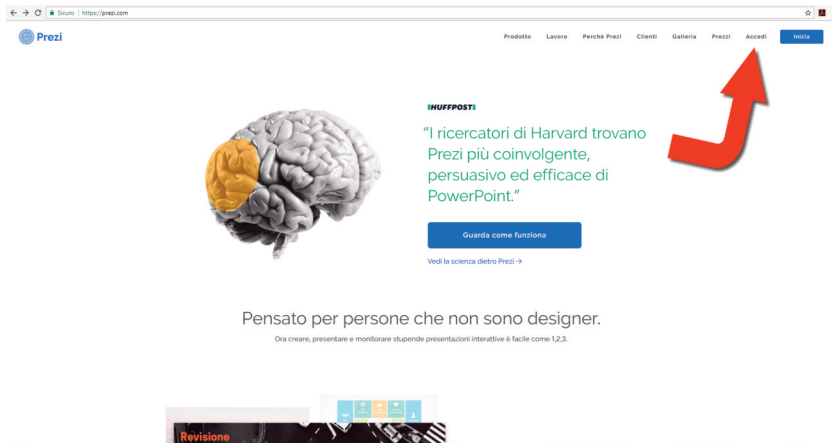 Sicuro | https://prezi.com
Prezi
Prodotto Lavoro Perchè Prezi Clienti Galleria Prezzi Accedi Inizia
HUFFPOST
“I ricercatori di Harvard trovano
Prezi più coinvolgente,
persuasivo ed efficace di
PowerPoint.”
Guarda come funziona
Vedi la scienza dietro Prezi →
Pensato per persone che non sono designer.
Ora creare, presentare e monitorare stupende presentazioni interattive è facile come 1,2,3.
Revisione